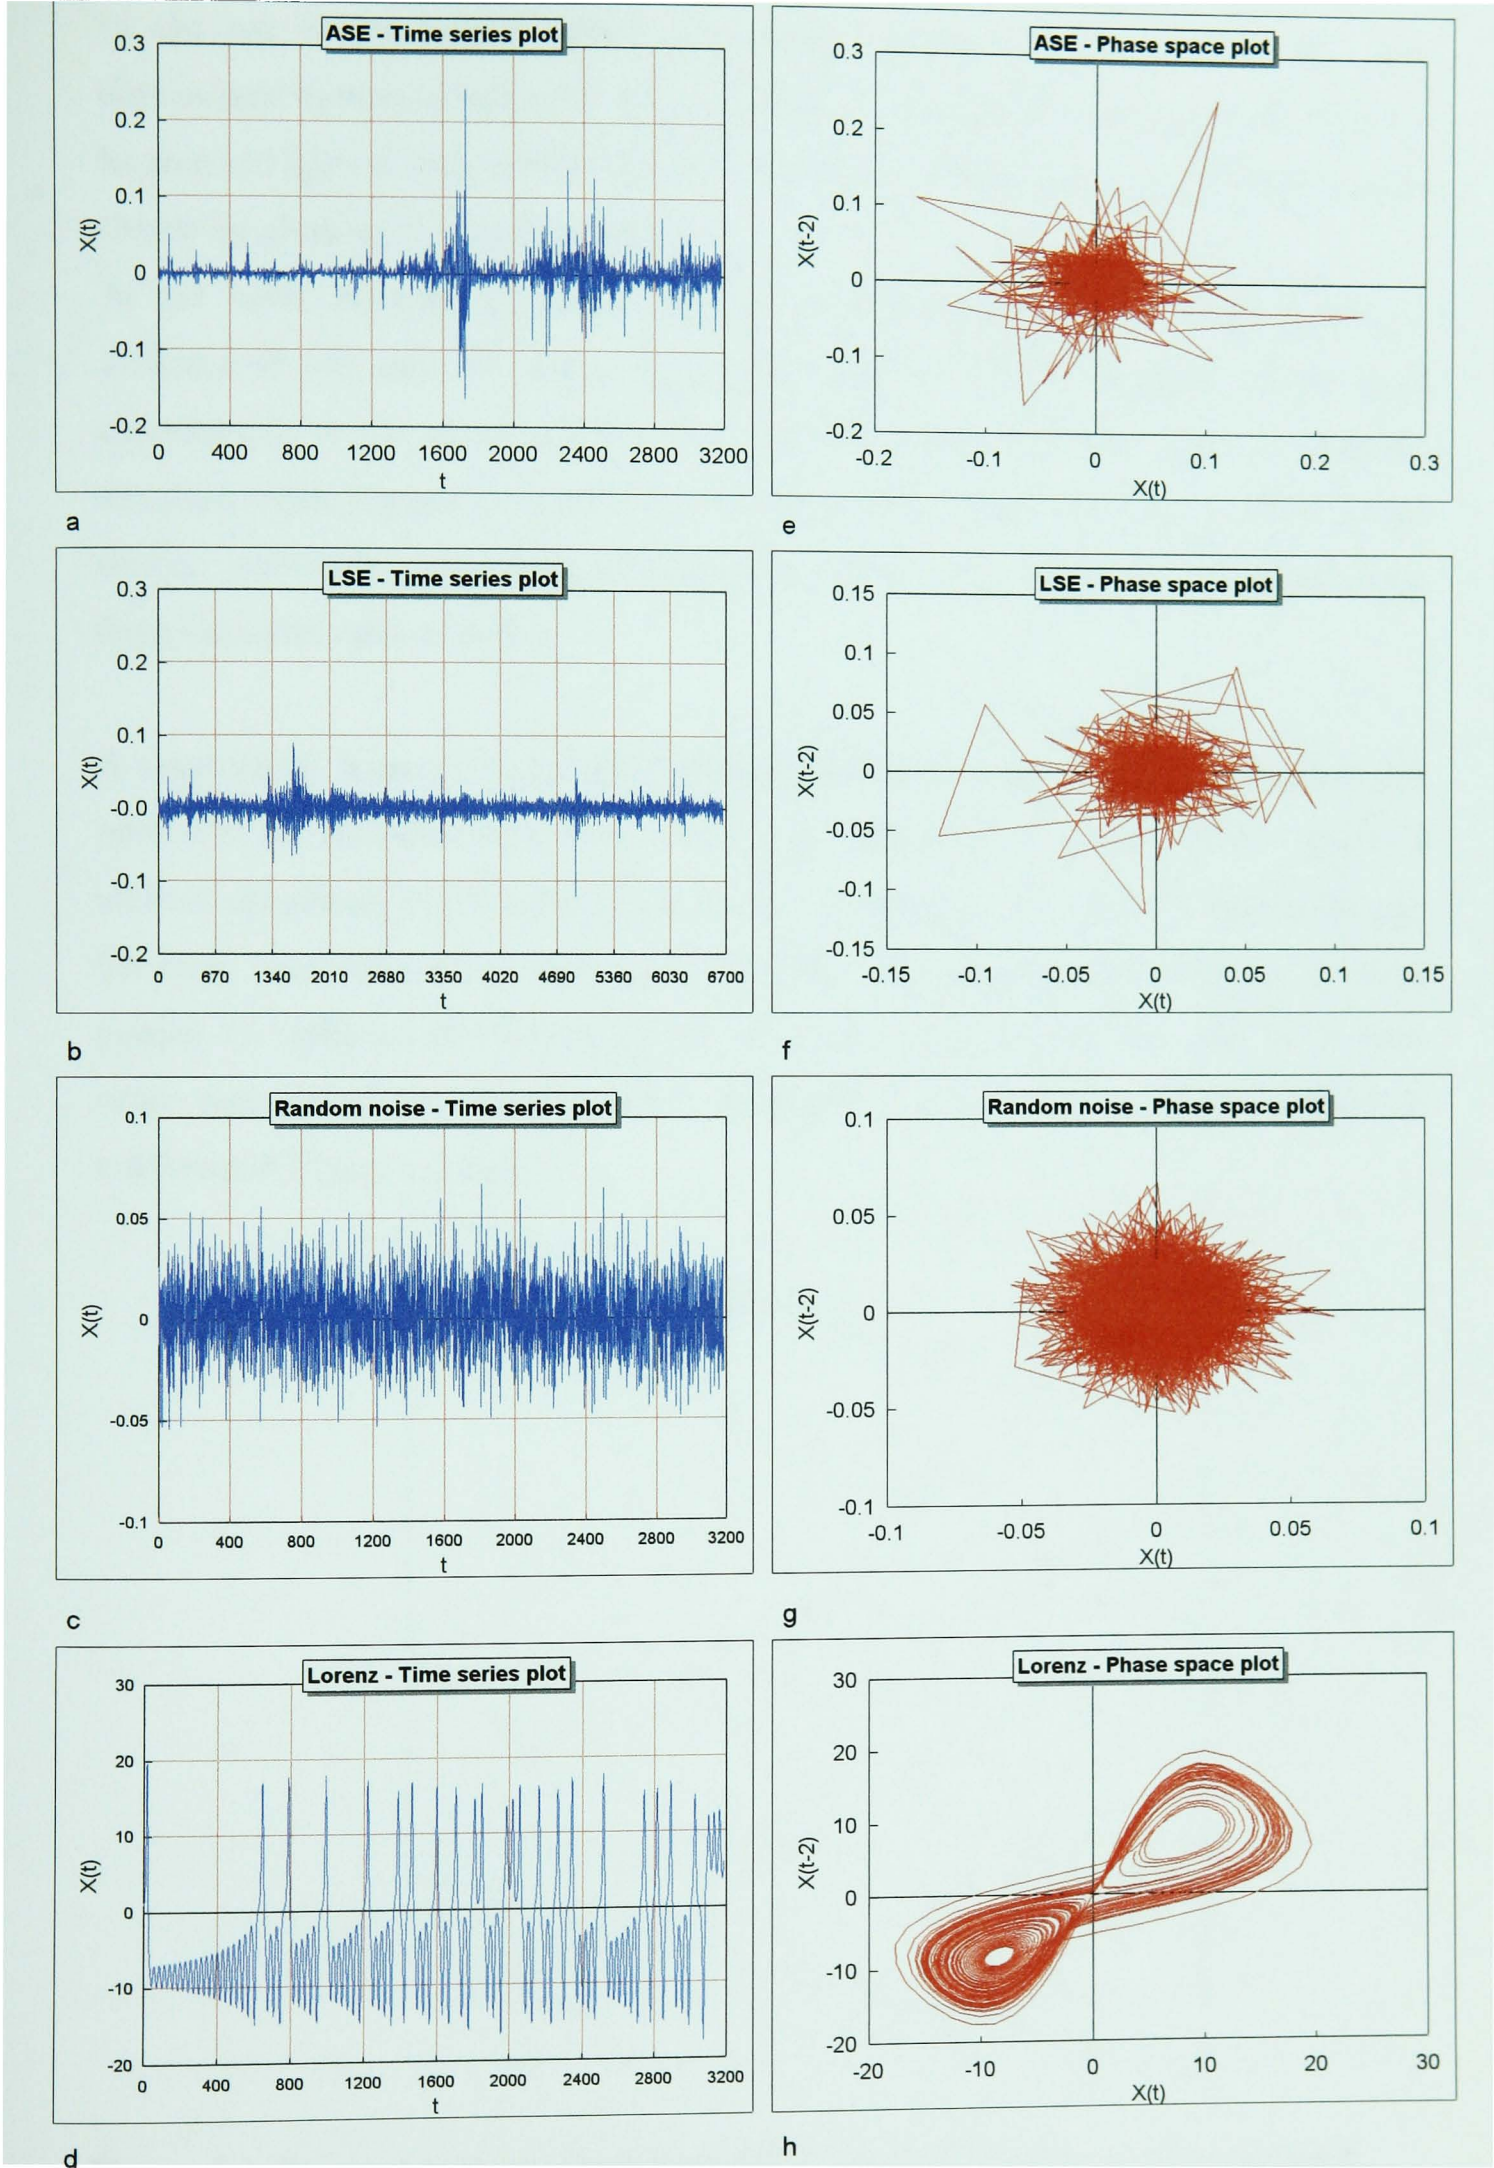 ASE - Time series plot
0.3
0.2
0.1
0
-0.1
-0.2
X(t)
0 400 800 1200 1600 2000 2400 2800 3200
t
a
ASE - Phase space plot
0.3
0.2
0.1
0
-0.1
-0.2
X(t-2)
-0.2 -0.1 0 0.1 0.2 0.3
X(t)
e
LSE - Time series plot
0.3
0.2
0.1
-0.0
-0.1
-0.2
X(t)
0 670 1340 2010 2680 3350 4020 4690 5360 6030 6700
t
b
LSE - Phase space plot
0.15
0.1
0.05
0
-0.05
-0.1
-0.15
X(t-2)
-0.15 -0.1 -0.05 0 0.05 0.1 0.15
X(t)
f
Random noise - Time series plot
0.1
0.05
0
-0.05
-0.1
X(t)
0 400 800 1200 1600 2000 2400 2800 3200
t
c
Random noise - Phase space plot
0.1
0.05
0
-0.05
-0.1
X(t-2)
-0.1 -0.05 0 0.05 0.1
X(t)
g
Lorenz - Time series plot
30
20
10
0
-10
-20
X(t)
0 400 800 1200 1600 2000 2400 2800 3200
t
d
Lorenz - Phase space plot
30
20
10
0
-10
-20
X(t-2)
-20 -10 0 10 20 30
X(t)
h